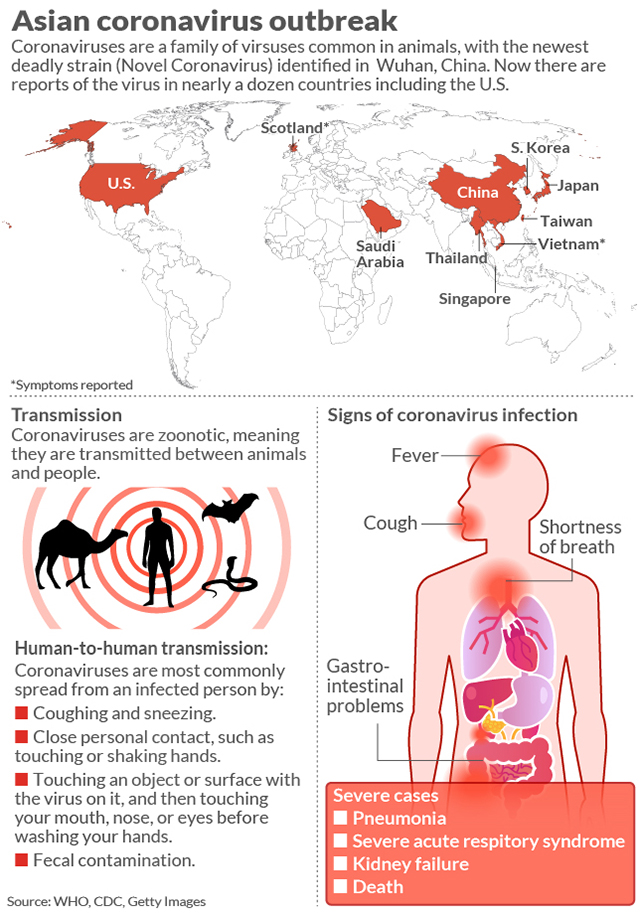 Asian coronavirus outbreak
Coronaviruses are a family of virsuses common in animals, with the newest
deadly strain (Novel Coronavirus) identified in Wuhan, China. Now there are
reports of the virus in nearly a dozen countries including the U.S.
Scotland*
S. Korea
U.S.
China
Japan
Taiwan
Saudi
Arabia
Vietnam*
Thailand
Singapore
*Symptoms reported
Transmission
Coronaviruses are zoonotic, meaning
they are transmitted between animals
and people.
Human-to-human transmission:
Coronaviruses are most commonly
spread from an infected person by:
Coughing and sneezing.
Close personal contact, such as
touching or shaking hands.
Touching an object or surface with
the virus on it, and then touching
your mouth, nose, or eyes before
washing your hands.
Fecal contamination.
Signs of coronavirus infection
Fever
Cough
Shortness
of breath
Gastro-
intestinal
problems
Severe cases
Pneumonia
Severe acute respitory syndrome
Kidney failure
Death
Source: WHO, CDC, Getty Images